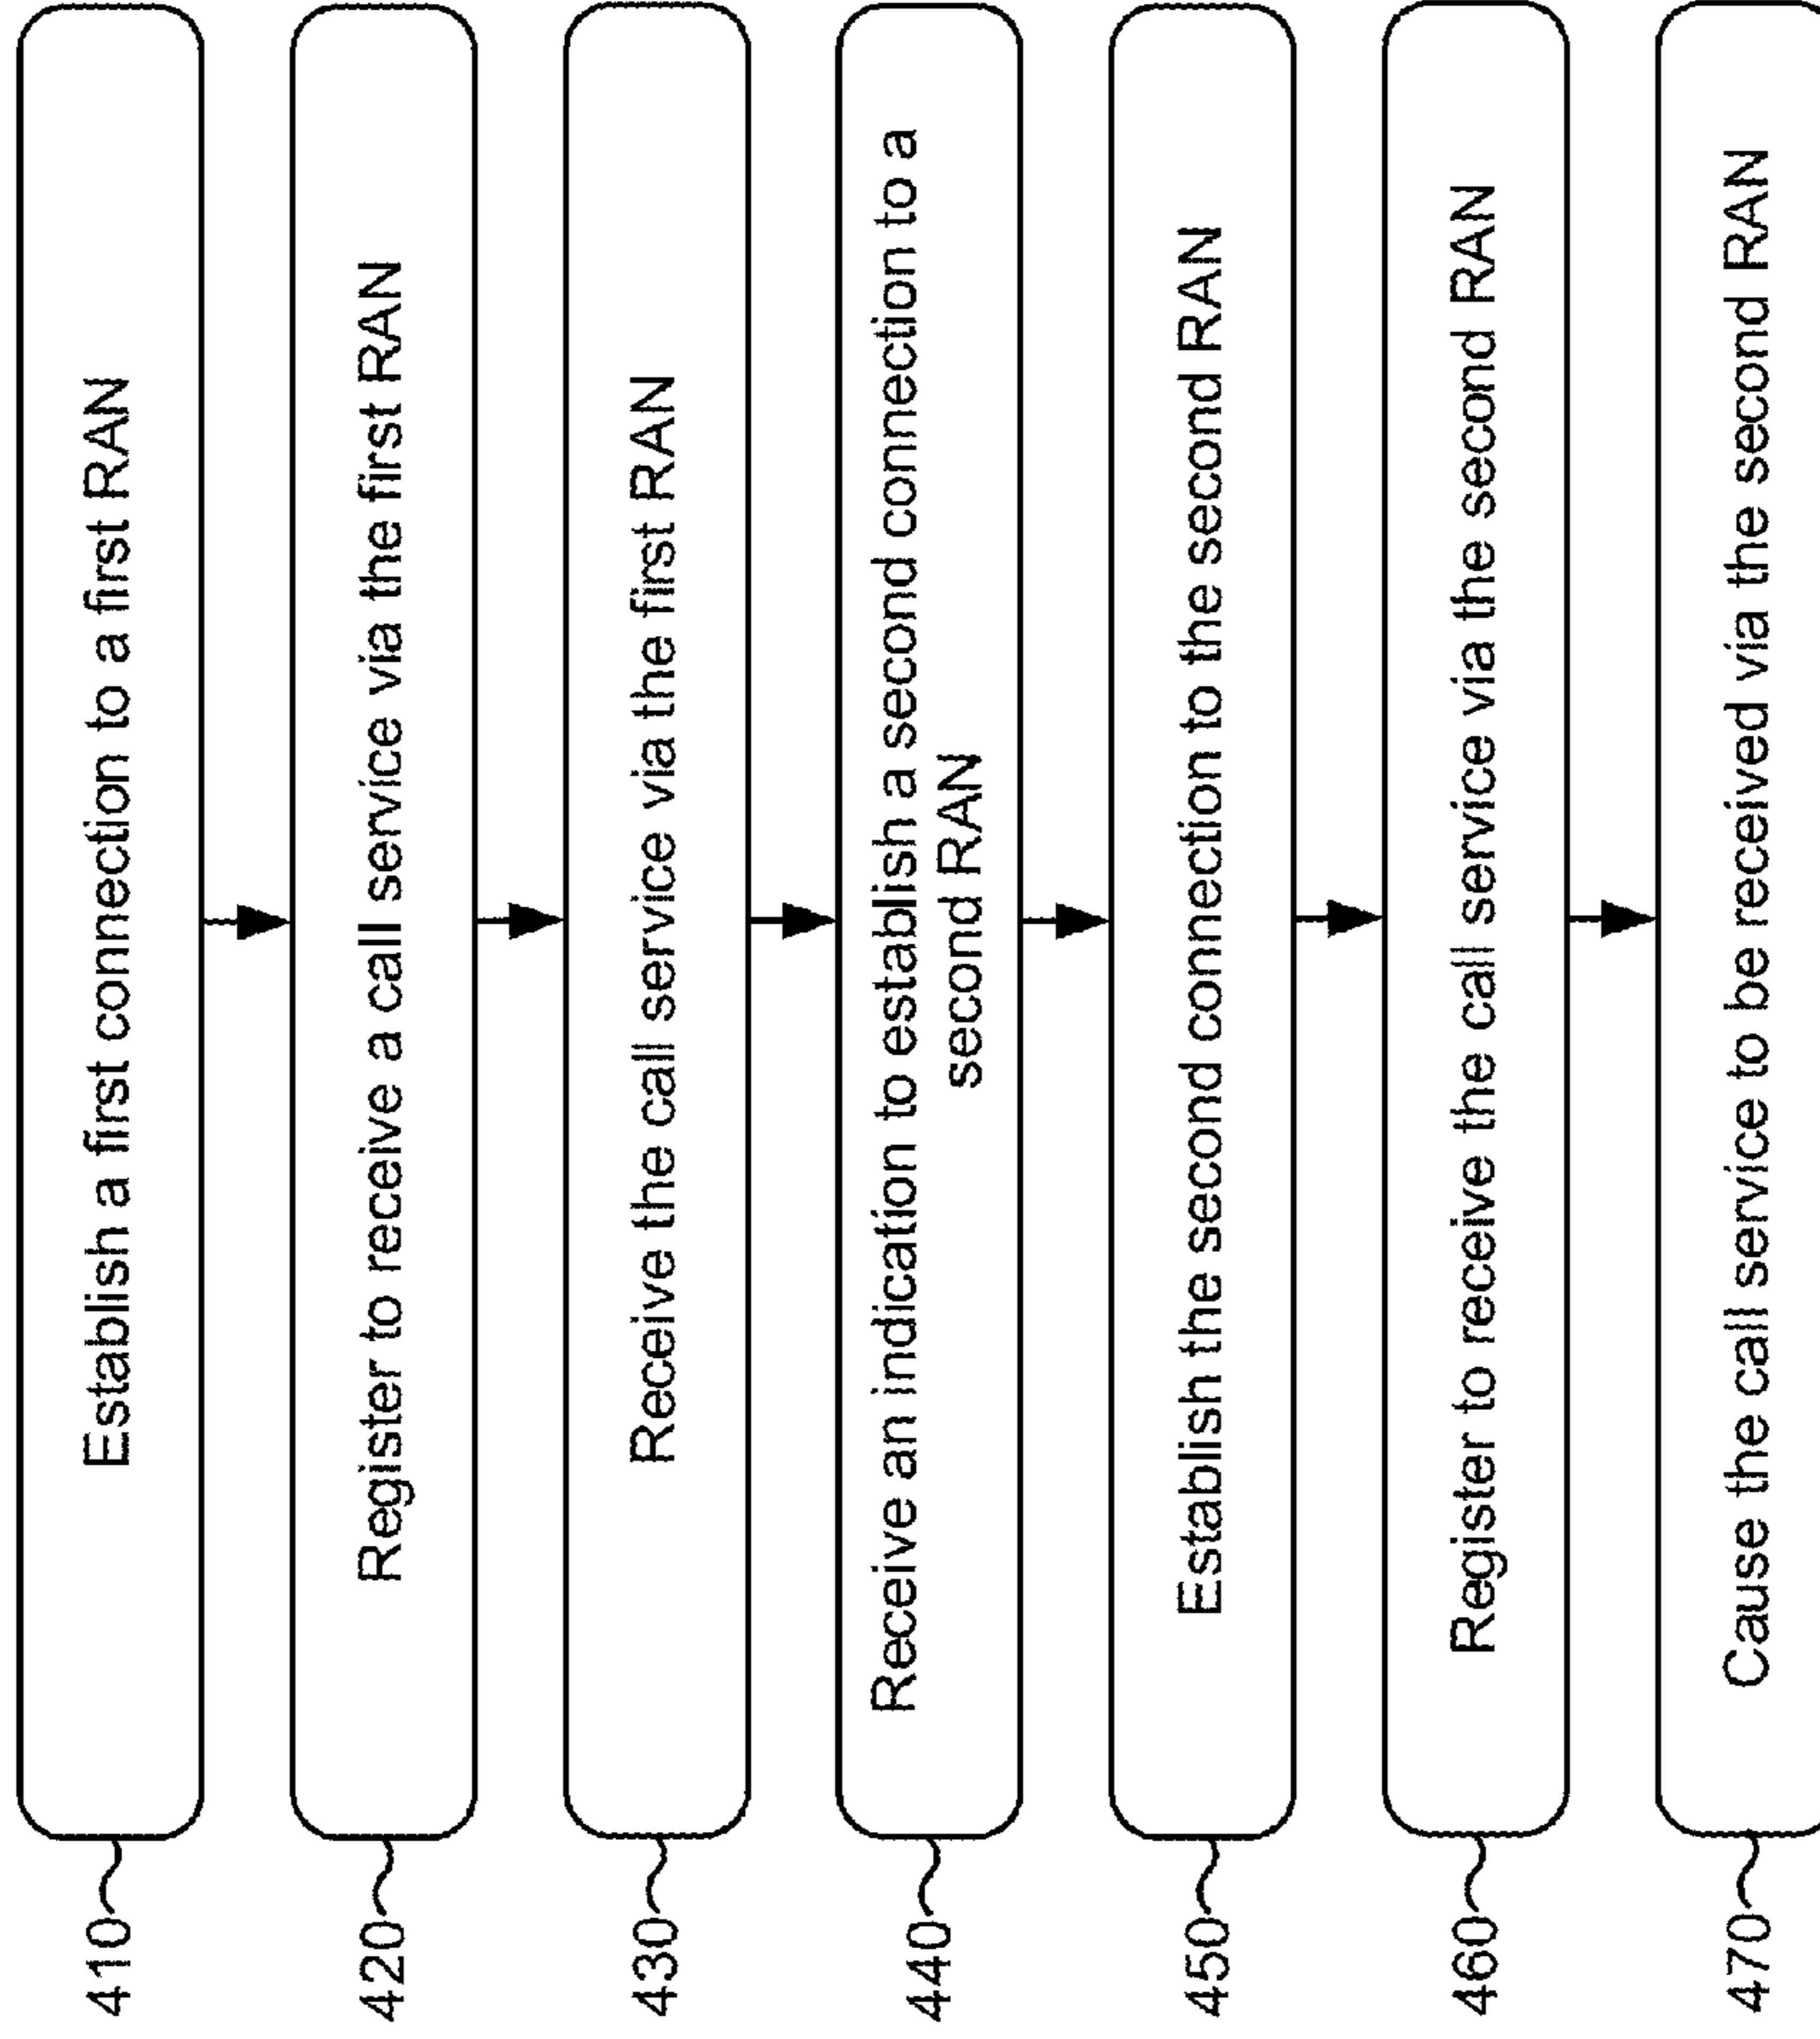 410
Establish a first connection to a first RAN
420
Register to receive a call service via the first RAN
430
Receive the call service via the first RAN
440
Receive an indication to establish a second connection to a
second RAN
450
Establish the second connection to the second RAN
460
Register to receive the call service via the second RAN
470
Cause the call service to be received via the second RAN